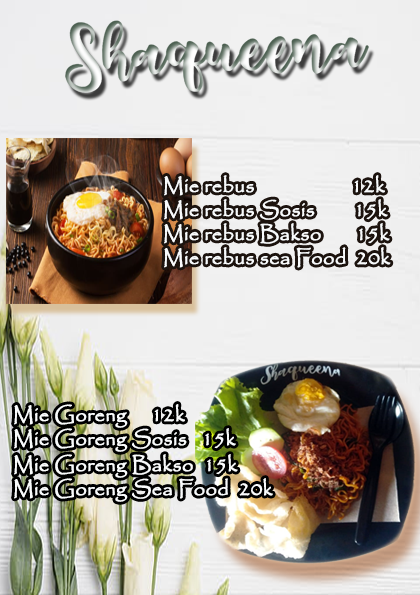 Shaqueena
Mie rebus 12k
Mie rebus Sosis 15k
Mie rebus Bakso 15k
Mie rebus sea Food 20k
Shaqueena
Mie Goreng 12k
Mie Goreng Sosis 15k
Mie Goreng Bakso 15k
Mie Goreng Sea Food 20k